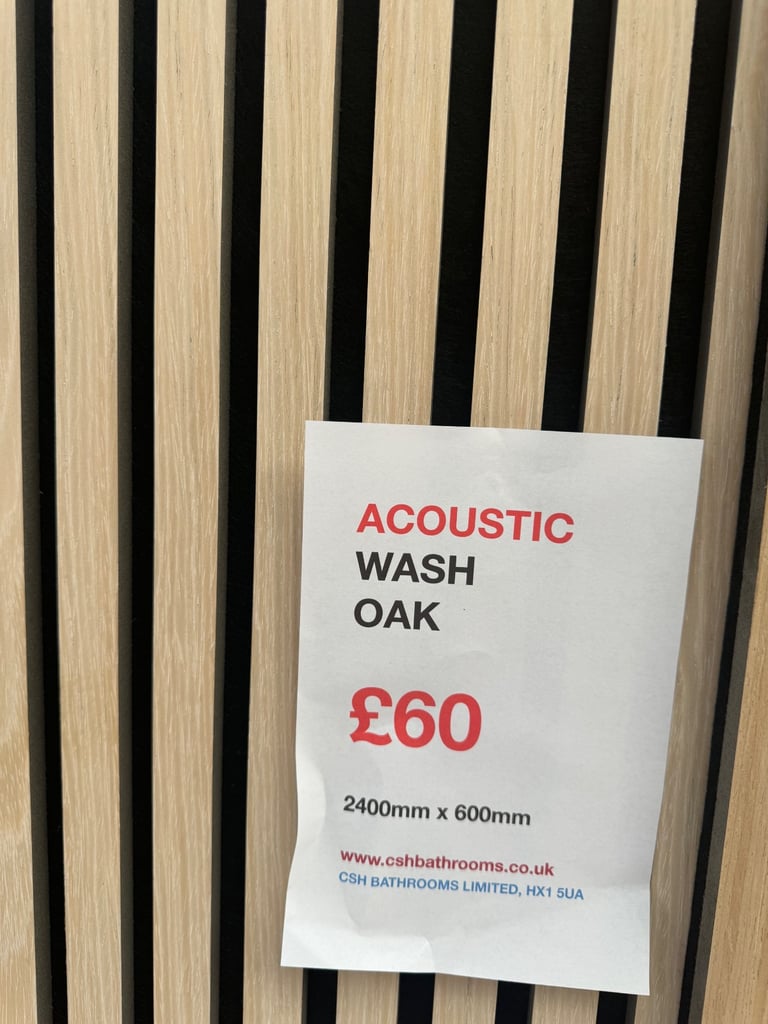 ACOUSTIC
WASH
OAK
£60
2400mm x 600mm
www.cshbathrooms.co.uk
CSH BATHROOMS LIMITED, HX1 5UA